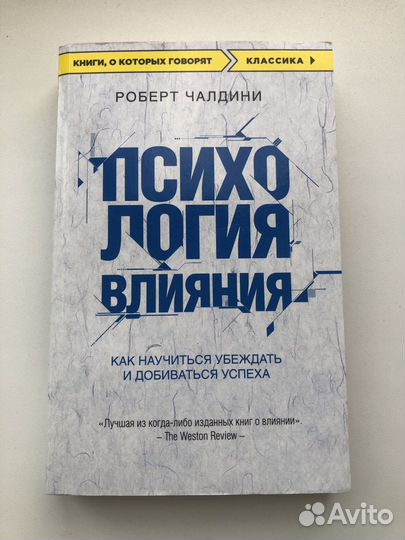 КНИГИ, О КОТОРЫХ ГОВОРЯТ КЛАССИКА
РОБЕРТ ЧАЛДИНИ
ПСИХО
ЛОГИЯ
ВЛИЯНИЯ
КАК НАУЧИТЬСЯ УБЕЖДАТЬ
И ДОБИВАТЬСЯ УСПЕХА
«Лучшая из когда-либо изданных книг о влиянии».
– The Weston Review –
Avito